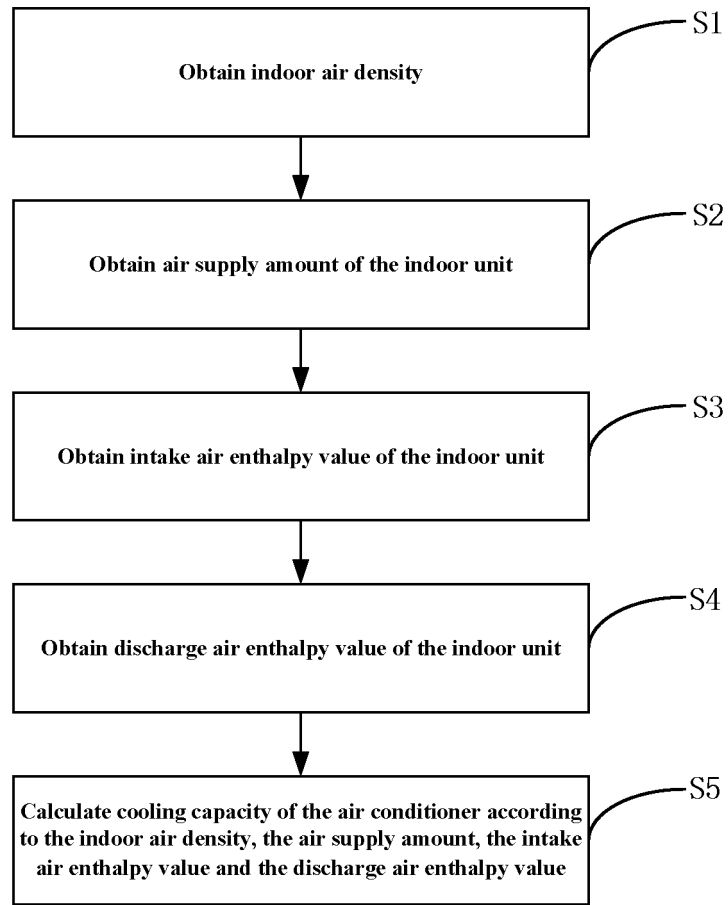 S1
Obtain indoor air density
S2
Obtain air supply amount of the indoor unit
S3
Obtain intake air enthalpy value of the indoor unit
S4
Obtain discharge air enthalpy value of the indoor unit
S5
Calculate cooling capacity of the air conditioner according
to the indoor air density, the air supply amount, the intake
air enthalpy value and the discharge air enthalpy value